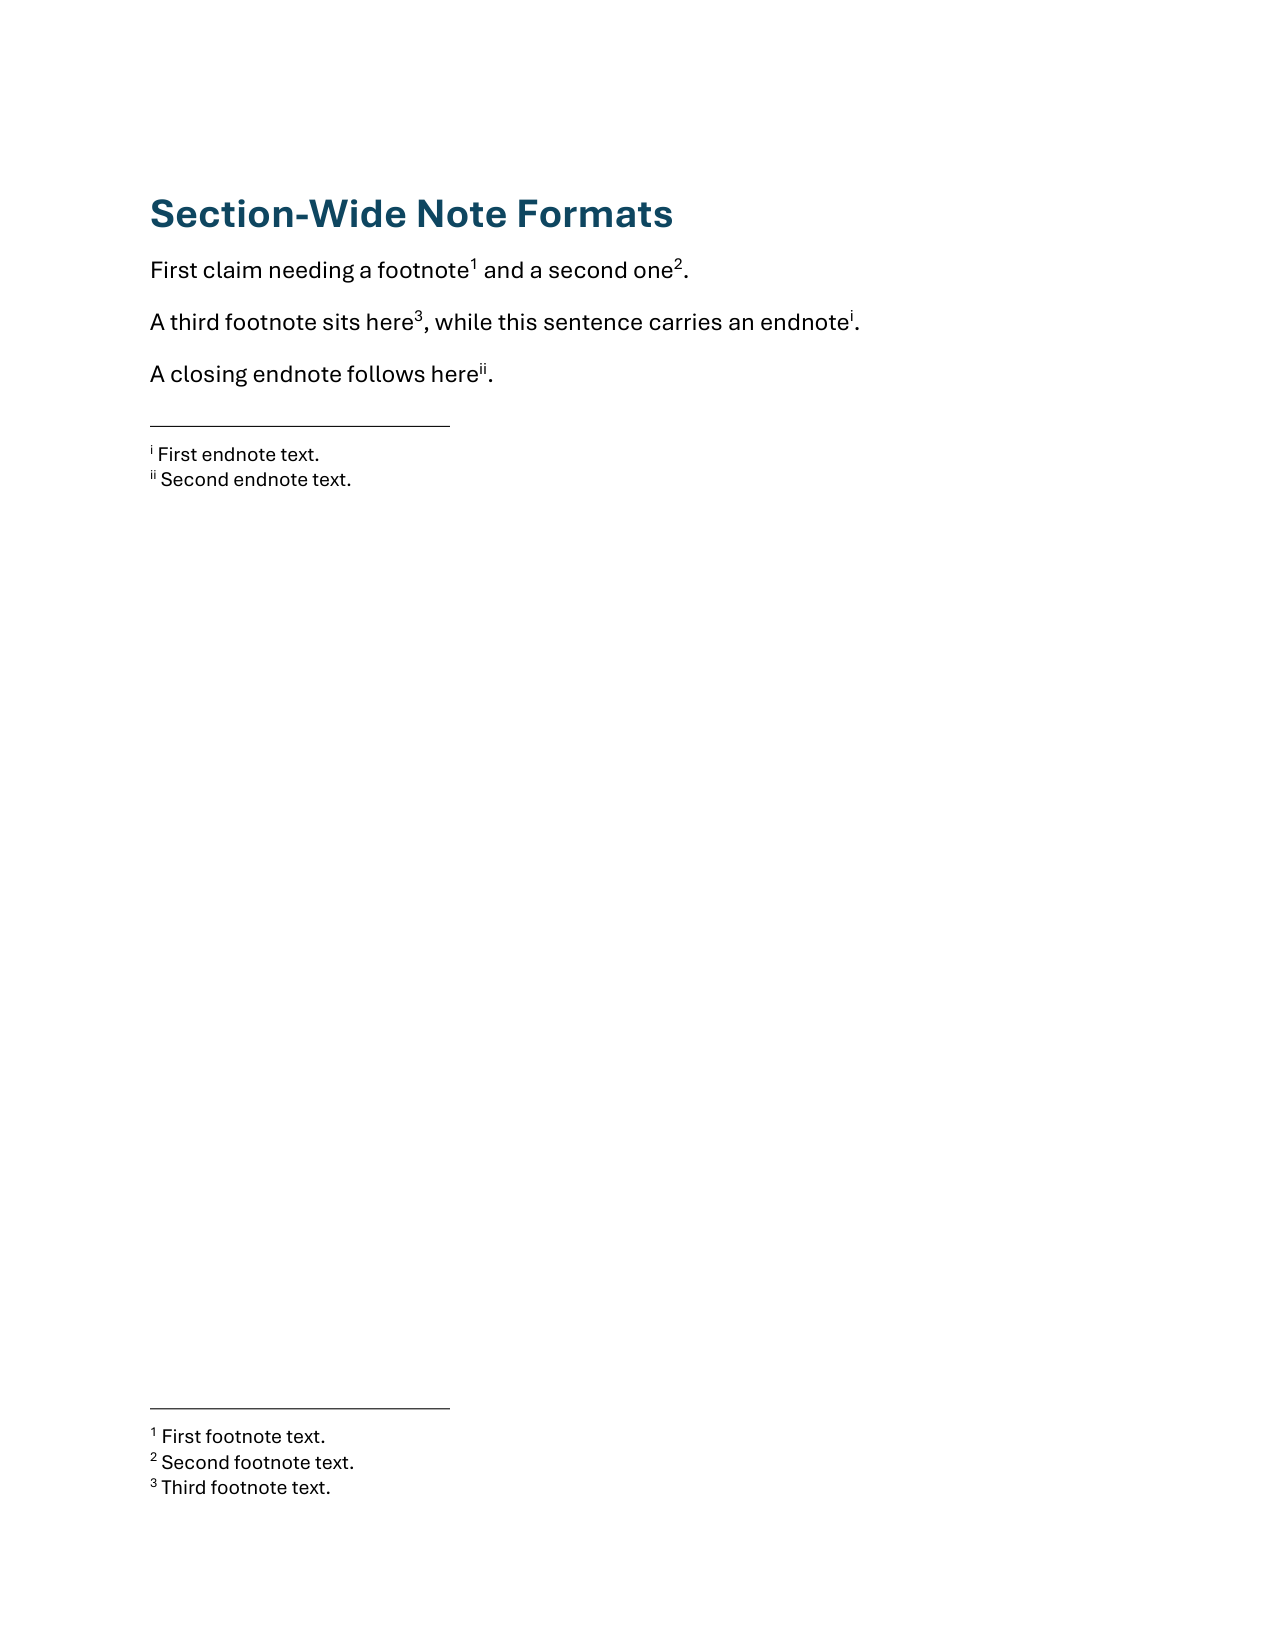 Section-Wide Note Formats
First claim needing a footnote¹ and a second one².
A third footnote sits here³, while this sentence carries an endnoteⁱ.
A closing endnote follows hereⁱⁱ.
ⁱ First endnote text.
ⁱⁱ Second endnote text.
¹ First footnote text.
² Second footnote text.
³ Third footnote text.